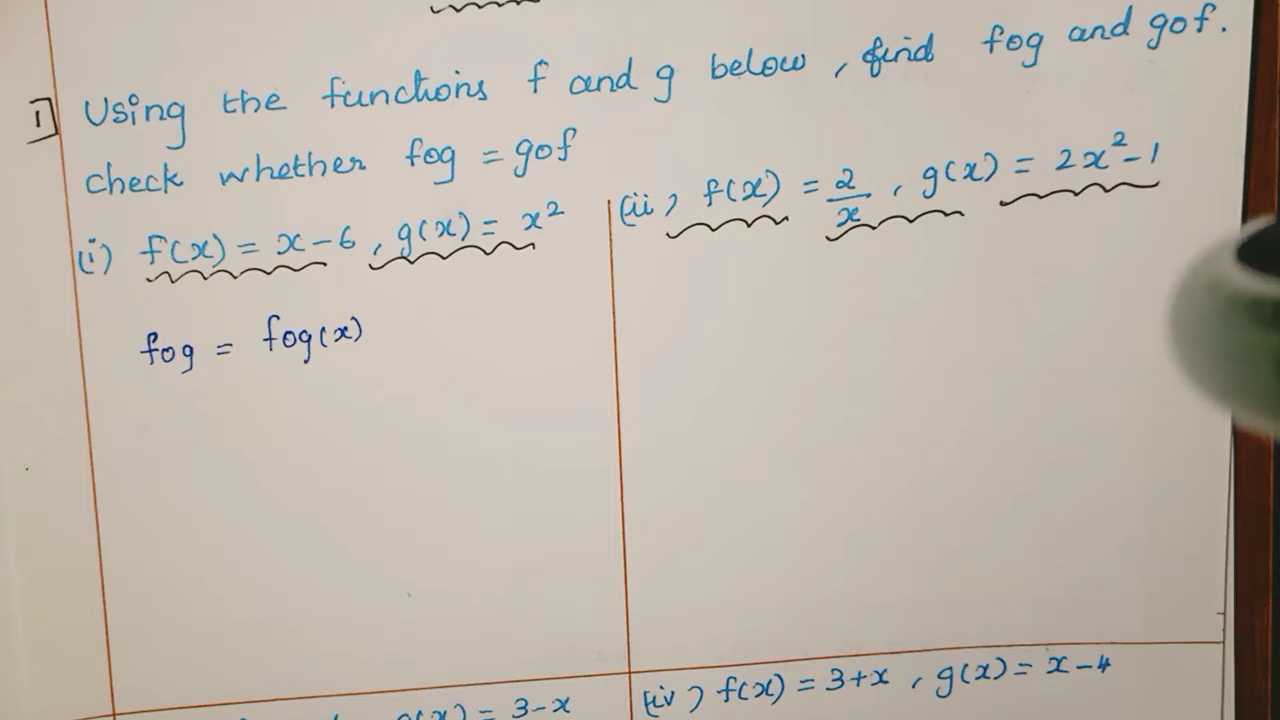 1 Using the functions f and g below, find fog and gof.
check whether fog = gof
(i) f(x) = x-6, g(x) = x²
(ii) f(x) = 2/x, g(x) = 2x²-1
fog = fog(x)
g(x) = 3-x
(iv) f(x) = 3+x, g(x) = x-4